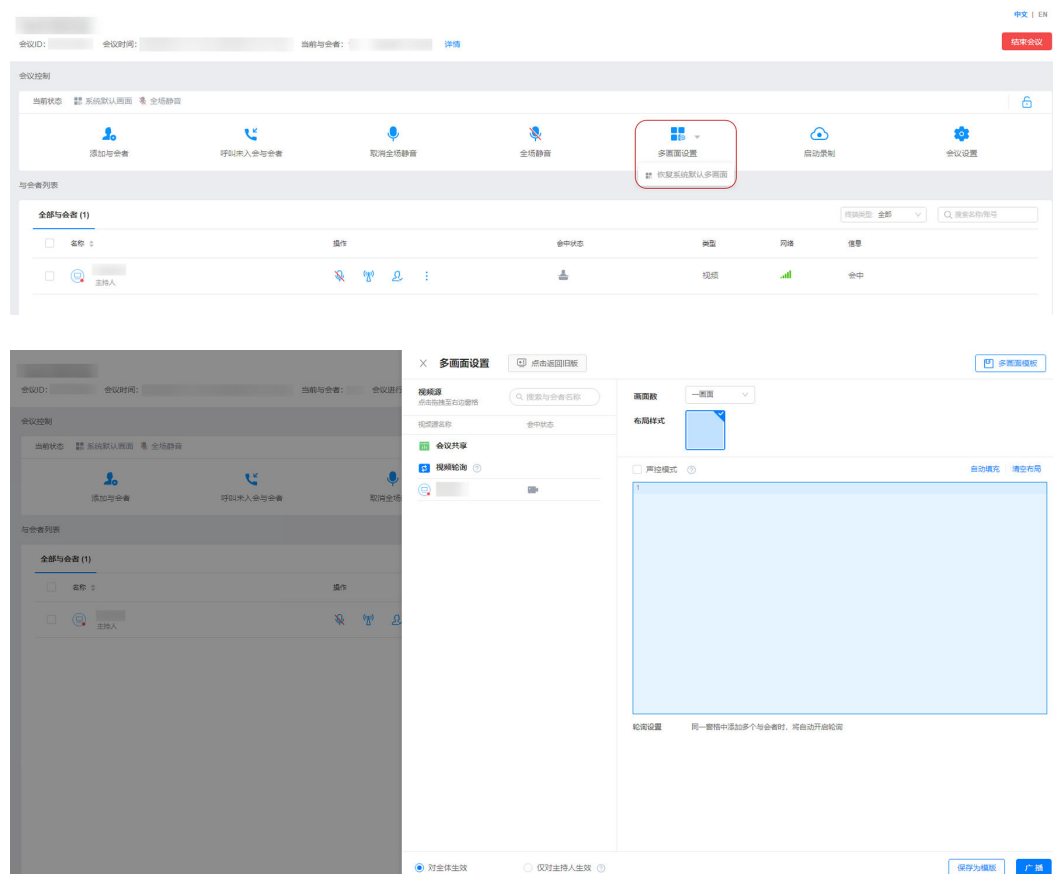 中文 | EN
会议ID: 会议时间: 当前与会者: 详情 结束会议
会议控制
当前状态 系统默认画面 全场静音
添加与会者 呼叫未入会与会者 取消全场静音 全场静音 多画面设置 启动录制 会议设置
恢复系统默认多画面
与会者列表
全部与会者 (1) 终端类型: 全部 搜索名称/账号
名称 操作 会中状态 类型 网络 信息
主持人 视频 会中
多画面设置 点击返回旧版 多画面模板
会议ID: 会议时间: 当前与会者: 会议进行
视频源 搜索与会者名称 画面数 一画面
点击拖拽至右边窗格
会议控制 视频源名称 会中状态 布局样式
当前状态 系统默认画面 全场静音 会议共享
视频轮询 声控模式 自动填充 清空布局
添加与会者 呼叫未入会与会者 取消全场 1
与会者列表
全部与会者 (1)
名称 操作
主持人
轮询设置 同一窗格中添加多个与会者时, 将自动开启轮询
对全体生效 仅对主持人生效 保存为模版 广播